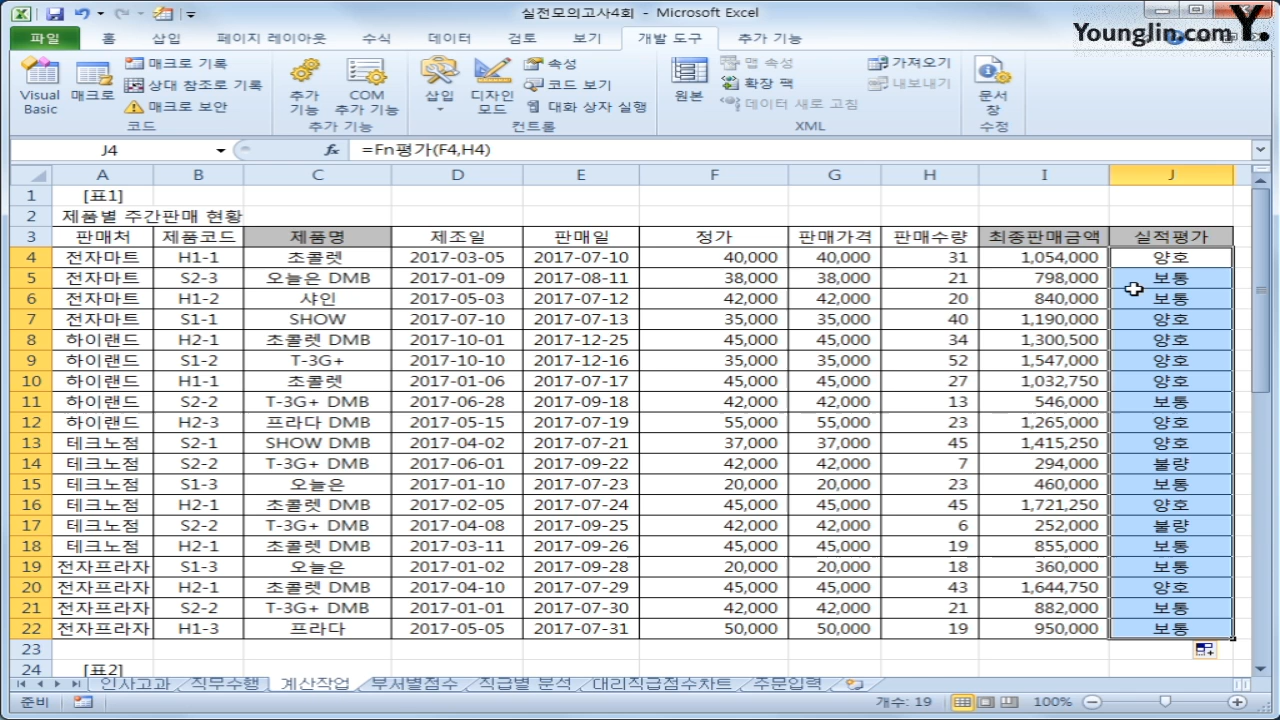 실전모의고사4회 - Microsoft Excel
YoungJin.com Y.
파일 홈 삽입 페이지 레이아웃 수식 데이터 검토 보기 개발 도구 추가 기능
Visual Basic
매크로
매크로 기록
상대 참조로 기록
매크로 보안
코드
추가 기능
COM 추가 기능
추가 기능
삽입
디자인 모드
속성
코드 보기
대화 상자 실행
컨트롤
원본
맵 속성
확장 팩
데이터 새로 고침
가져오기
내보내기
XML
문서 창
수정
J4 fx =Fn평가(F4,H4)
A B C D E F G H I J
1 [표1]
2 제품별 주간판매 현황
3 판매처 제품코드 제품명 제조일 판매일 정가 판매가격 판매수량 최종판매금액 실적평가
4 전자마트 H1-1 초콜렛 2017-03-05 2017-07-10 40,000 40,000 31 1,054,000 양호
5 전자마트 S2-3 오늘은 DMB 2017-01-09 2017-08-11 38,000 38,000 21 798,000 보통
6 전자마트 H1-2 샤인 2017-05-03 2017-07-12 42,000 42,000 20 840,000 보통
7 전자마트 S1-1 SHOW 2017-07-10 2017-07-13 35,000 35,000 40 1,190,000 양호
8 하이랜드 H2-1 초콜렛 DMB 2017-10-01 2017-12-25 45,000 45,000 34 1,300,500 양호
9 하이랜드 S1-2 T-3G+ 2017-10-10 2017-12-16 35,000 35,000 52 1,547,000 양호
10 하이랜드 H1-1 초콜렛 2017-01-06 2017-07-17 45,000 45,000 27 1,032,750 양호
11 하이랜드 S2-2 T-3G+ DMB 2017-06-28 2017-09-18 42,000 42,000 13 546,000 보통
12 하이랜드 H2-3 프라다 DMB 2017-05-15 2017-07-19 55,000 55,000 23 1,265,000 양호
13 테크노점 S2-1 SHOW DMB 2017-04-02 2017-07-21 37,000 37,000 45 1,415,250 양호
14 테크노점 S2-2 T-3G+ DMB 2017-06-01 2017-09-22 42,000 42,000 7 294,000 불량
15 테크노점 S1-3 오늘은 2017-01-10 2017-07-23 20,000 20,000 23 460,000 보통
16 테크노점 H2-1 초콜렛 DMB 2017-02-05 2017-07-24 45,000 45,000 45 1,721,250 양호
17 테크노점 S2-2 T-3G+ DMB 2017-04-08 2017-09-25 42,000 42,000 6 252,000 불량
18 테크노점 H2-1 초콜렛 DMB 2017-03-11 2017-09-26 45,000 45,000 19 855,000 보통
19 전자프라자 S1-3 오늘은 2017-01-02 2017-09-28 20,000 20,000 18 360,000 보통
20 전자프라자 H2-1 초콜렛 DMB 2017-04-10 2017-07-29 45,000 45,000 43 1,644,750 양호
21 전자프라자 S2-2 T-3G+ DMB 2017-01-01 2017-07-30 42,000 42,000 21 882,000 보통
22 전자프라자 H1-3 프라다 2017-05-05 2017-07-31 50,000 50,000 19 950,000 보통
23
24 [표2]
인사고과 직무수행 계산작업 부서별점수 직급별 분석 대리직급점수차트 주문입력
준비 개수: 19 100%